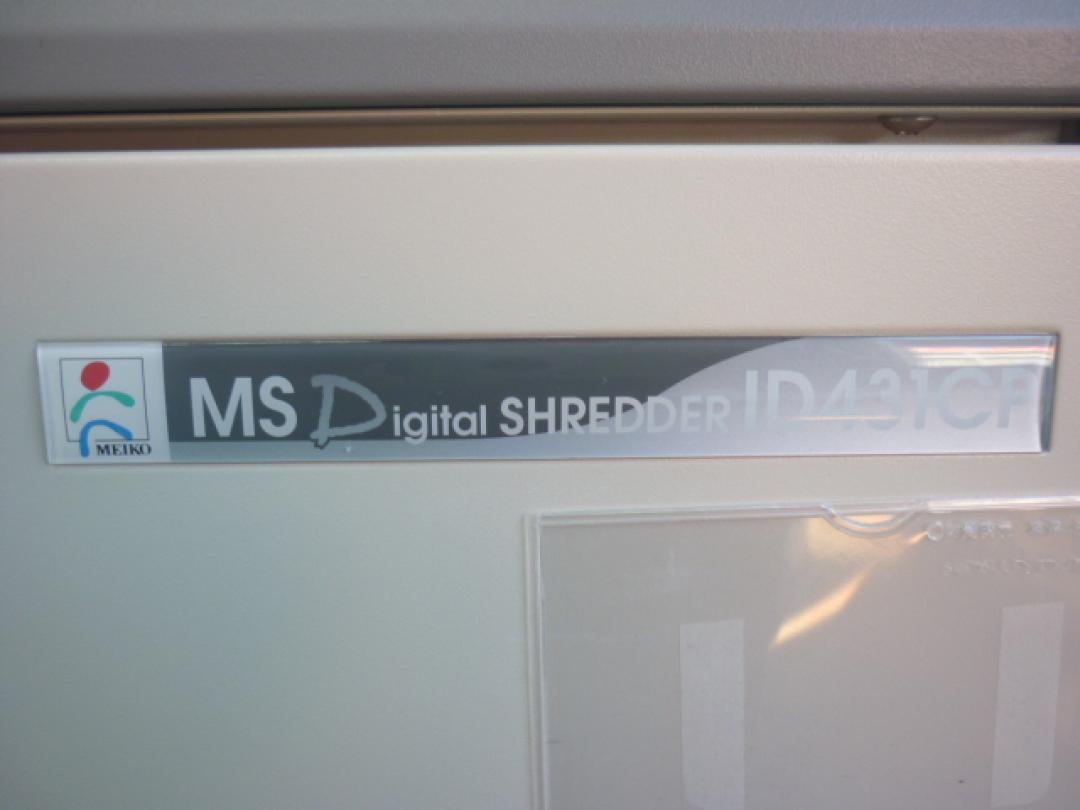 MEIKO
MS Digital SHREDDER ID431CP